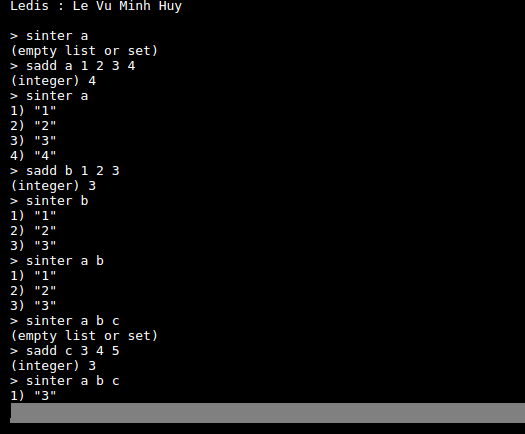 Ledis : Le Vu Minh Huy
> sinter a
(empty list or set)
> sadd a 1 2 3 4
(integer) 4
> sinter a
1) "1"
2) "2"
3) "3"
4) "4"
> sadd b 1 2 3
(integer) 3
> sinter b
1) "1"
2) "2"
3) "3"
> sinter a b
1) "1"
2) "2"
3) "3"
> sinter a b c
(empty list or set)
> sadd c 3 4 5
(integer) 3
> sinter a b c
1) "3"